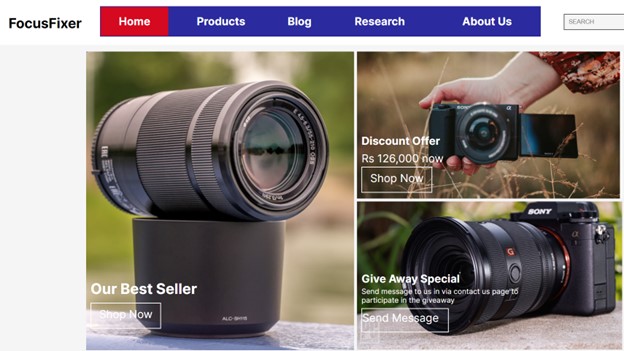 FocusFixer
Home
Products
Blog
Research
About Us
SEARCH
Our Best Seller
Shop Now
ALC-SH115
Discount Offer
Rs 126,000 now
Shop Now
SONY
Give Away Special
Send message to us in via contact us page to
participate in the giveaway
Send Message